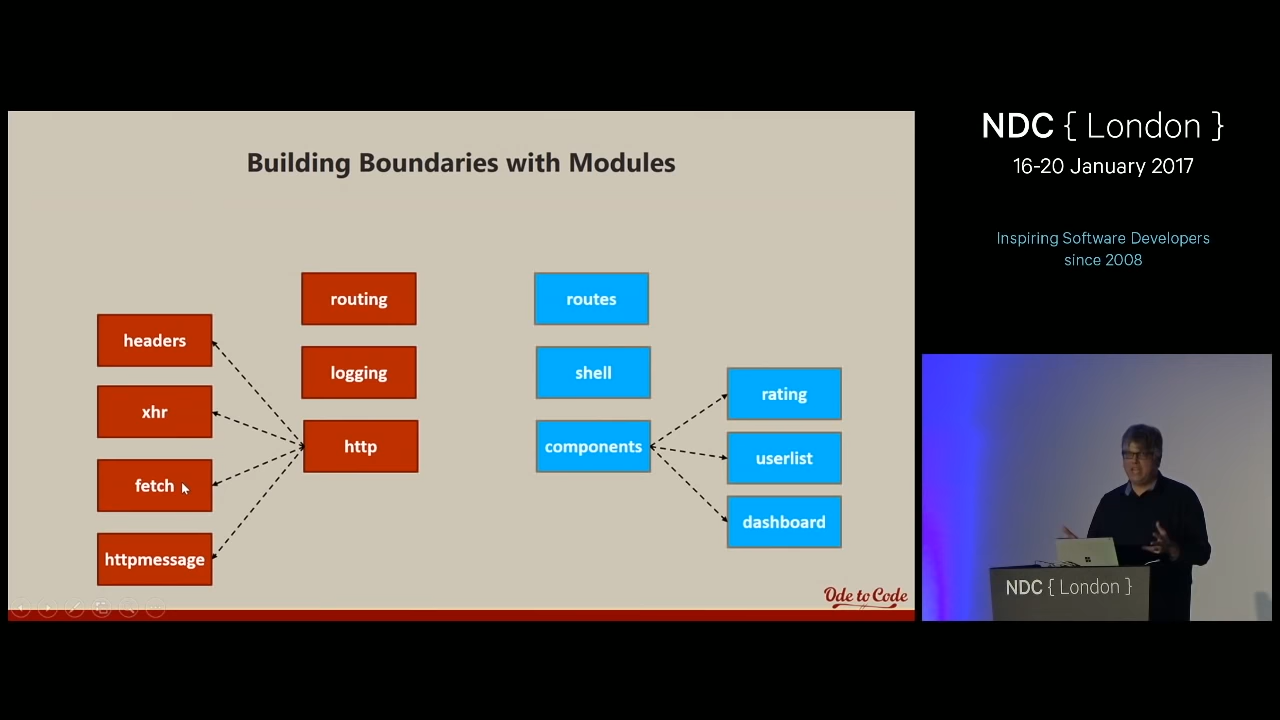 Building Boundaries with Modules
headers
xhr
fetch
httpmessage
routing
logging
http
routes
shell
components
rating
userlist
dashboard
Ode to Code
NDC { London }
16-20 January 2017
Inspiring Software Developers
since 2008
NDC { London }